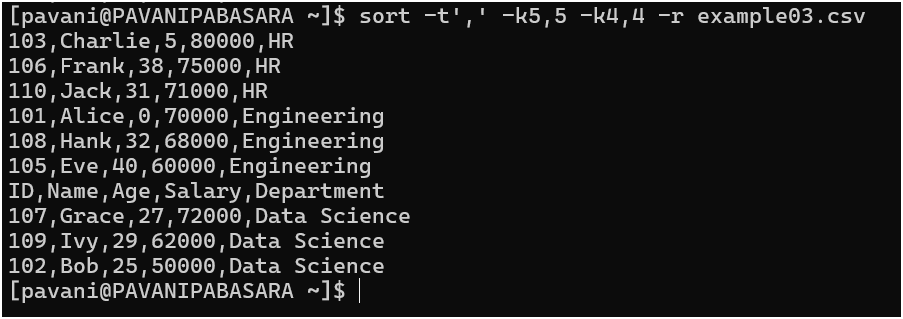 [pavani@PAVANIPABASARA ~]$ sort -t',' -k5,5 -k4,4 -r example03.csv
103,Charlie,5,80000,HR
106,Frank,38,75000,HR
110,Jack,31,71000,HR
101,Alice,0,70000,Engineering
108,Hank,32,68000,Engineering
105,Eve,40,60000,Engineering
ID,Name,Age,Salary,Department
107,Grace,27,72000,Data Science
109,Ivy,29,62000,Data Science
102,Bob,25,50000,Data Science
[pavani@PAVANIPABASARA ~]$